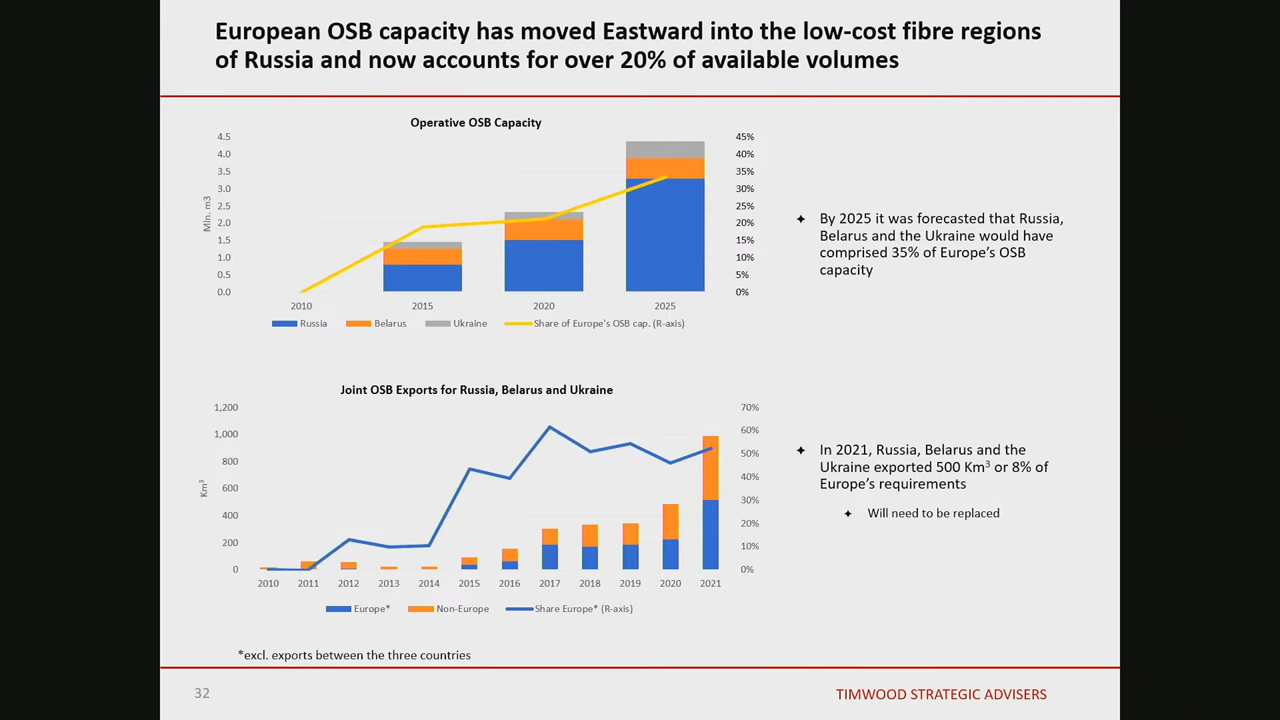 European OSB capacity has moved Eastward into the low-cost fibre regions
of Russia and now accounts for over 20% of available volumes
Operative OSB Capacity
4.5
4.0
3.5
3.0
2.5
2.0
1.5
1.0
0.5
0.0
Mln. m3
45%
40%
35%
30%
25%
20%
15%
10%
5%
0%
2010 2015 2020 2025
Russia Belarus Ukraine Share of Europe's OSB cap. (R-axis)
✦ By 2025 it was forecasted that Russia,
Belarus and the Ukraine would have
comprised 35% of Europe's OSB
capacity
Joint OSB Exports for Russia, Belarus and Ukraine
1,200
1,000
800
600
400
200
0
Km³
70%
60%
50%
40%
30%
20%
10%
0%
2010 2011 2012 2013 2014 2015 2016 2017 2018 2019 2020 2021
Europe* Non-Europe Share Europe* (R-axis)
✦ In 2021, Russia, Belarus and the
Ukraine exported 500 Km³ or 8% of
Europe's requirements
✦ Will need to be replaced
*excl. exports between the three countries
32
TIMWOOD STRATEGIC ADVISERS